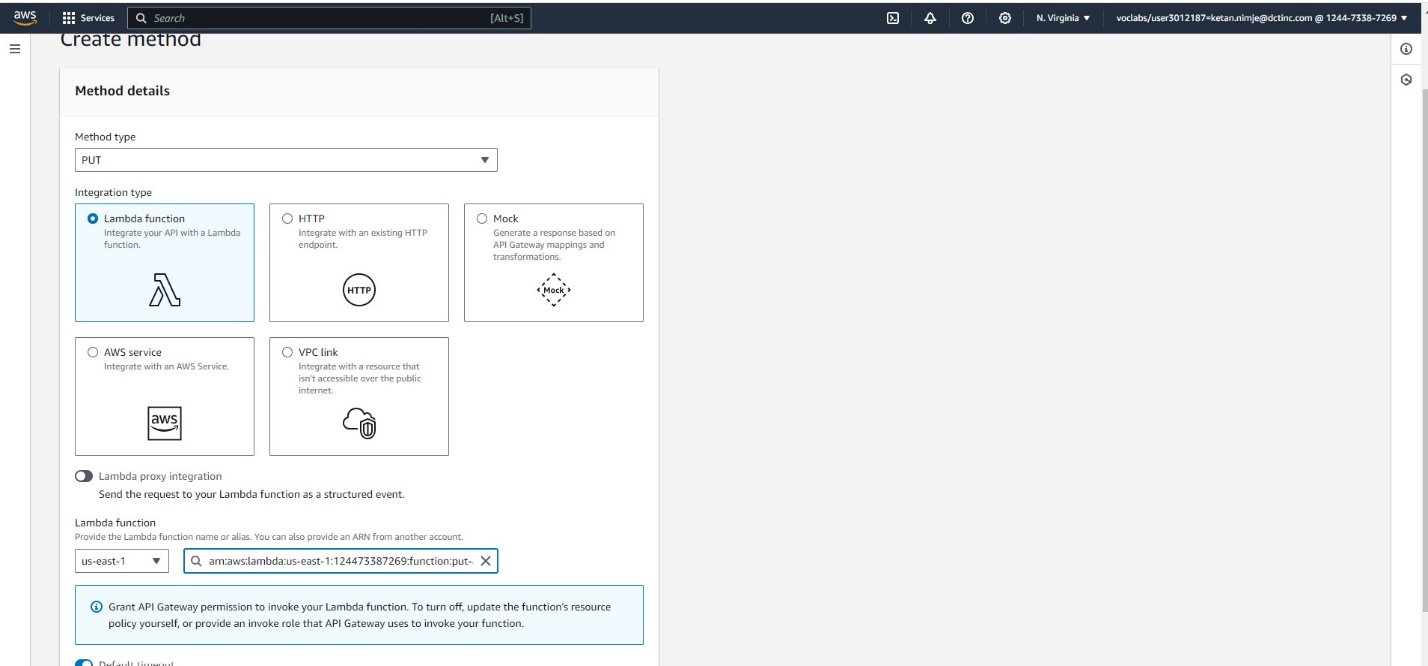 aws
Services
Search
[Alt+S]
N. Virginia
voclabs/user3012187=ketan.nimje@dctinc.com @ 1244-7338-7269
Create method
Method details
Method type
PUT
Integration type
Lambda function
Integrate your API with a Lambda
function.
HTTP
Integrate with an existing HTTP
endpoint.
HTTP
Mock
Generate a response based on
API Gateway mappings and
transformations.
Mock
AWS service
Integrate with an AWS Service.
aws
VPC link
Integrate with a resource that
isn't accessible over the public
internet.
Lambda proxy integration
Send the request to your Lambda function as a structured event.
Lambda function
Provide the Lambda function name or alias. You can also provide an ARN from another account.
us-east-1
arn:aws:lambda:us-east-1:124473387269:function:put-
Grant API Gateway permission to invoke your Lambda function. To turn off, update the function's resource
policy yourself, or provide an invoke role that API Gateway uses to invoke your function.
Default timeout